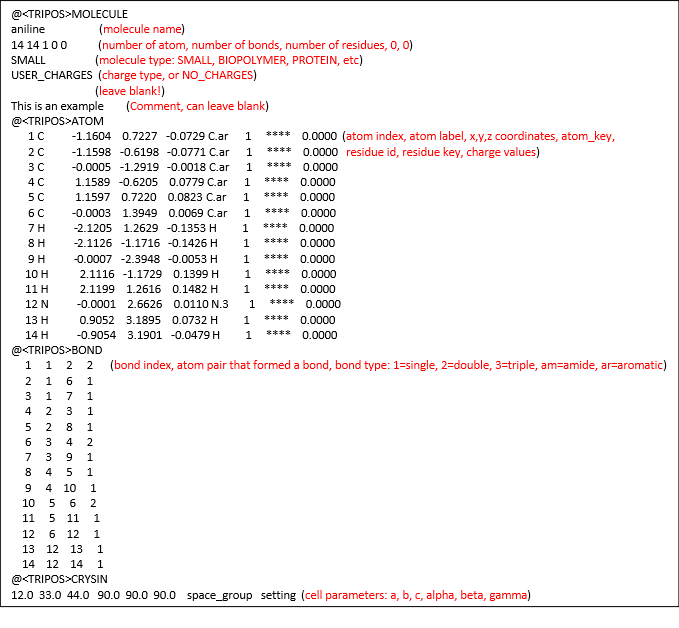 @<TRIPOS>MOLECULE
aniline (molecule name)
14 14 1 0 0 (number of atom, number of bonds, number of residues, 0, 0)
SMALL (molecule type: SMALL, BIOPOLYMER, PROTEIN, etc)
USER_CHARGES (charge type, or NO_CHARGES)
(leave blank!)
This is an example (Comment, can leave blank)
@<TRIPOS>ATOM
1 C -1.1604 0.7227 -0.0729 C.ar 1 **** 0.0000 (atom index, atom label, x,y,z coordinates, atom_key,
2 C -1.1598 -0.6198 -0.0771 C.ar 1 **** 0.0000 residue id, residue key, charge values)
3 C -0.0005 -1.2919 -0.0018 C.ar 1 **** 0.0000
4 C 1.1589 -0.6205 0.0779 C.ar 1 **** 0.0000
5 C 1.1597 0.7220 0.0823 C.ar 1 **** 0.0000
6 C -0.0003 1.3949 0.0069 C.ar 1 **** 0.0000
7 H -2.1205 1.2629 -0.1353 H 1 **** 0.0000
8 H -2.1126 -1.1716 -0.1426 H 1 **** 0.0000
9 H -0.0007 -2.3948 -0.0053 H 1 **** 0.0000
10 H 2.1116 -1.1729 0.1399 H 1 **** 0.0000
11 H 2.1199 1.2616 0.1482 H 1 **** 0.0000
12 N -0.0001 2.6626 0.0110 N.3 1 **** 0.0000
13 H 0.9052 3.1895 0.0732 H 1 **** 0.0000
14 H -0.9054 3.1901 -0.0479 H 1 **** 0.0000
@<TRIPOS>BOND
1 1 2 2 (bond index, atom pair that formed a bond, bond type: 1=single, 2=double, 3=triple, am=amide, ar=aromatic)
2 1 6 1
3 1 7 1
4 2 3 1
5 2 8 1
6 3 4 2
7 3 9 1
8 4 5 1
9 4 10 1
10 5 6 2
11 5 11 1
12 6 12 1
13 12 13 1
14 12 14 1
@<TRIPOS>CRYSIN
12.0 33.0 44.0 90.0 90.0 90.0 space_group setting (cell parameters: a, b, c, alpha, beta, gamma)